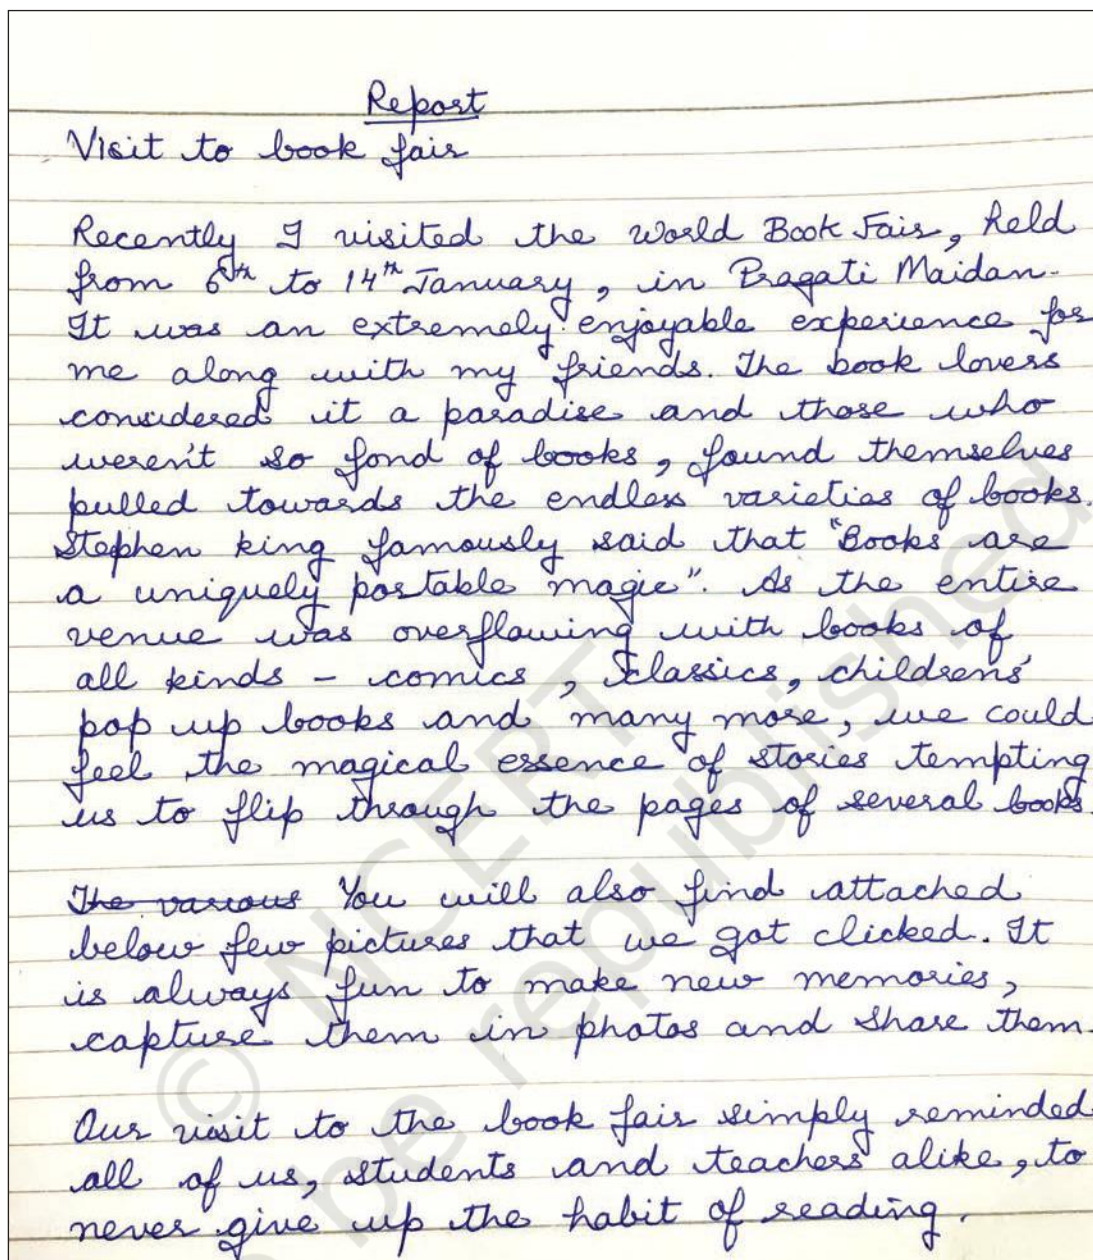 Report
Visit to book fair
Recently I visited the World Book Fair, held
from 6th to 14th January, in Pragati Maidan.
It was an extremely enjoyable experience for
me along with my friends. The book lovers
considered it a paradise and those who
weren't so fond of books, found themselves
pulled towards the endless varieties of books.
Stephen king famously said that "Books are
a uniquely portable magic". As the entire
venue was overflowing with books of
all kinds - comics, classics, childrens'
pop up books and many more, we could
feel the magical essence of stories tempting
us to flip through the pages of several books.
The various You will also find attached
below few pictures that we got clicked. It
is always fun to make new memories,
capture them in photos and share them.
Our visit to the book fair simply reminded
all of us, students and teachers alike, to
never give up the habit of reading.
© NCERT
be republished